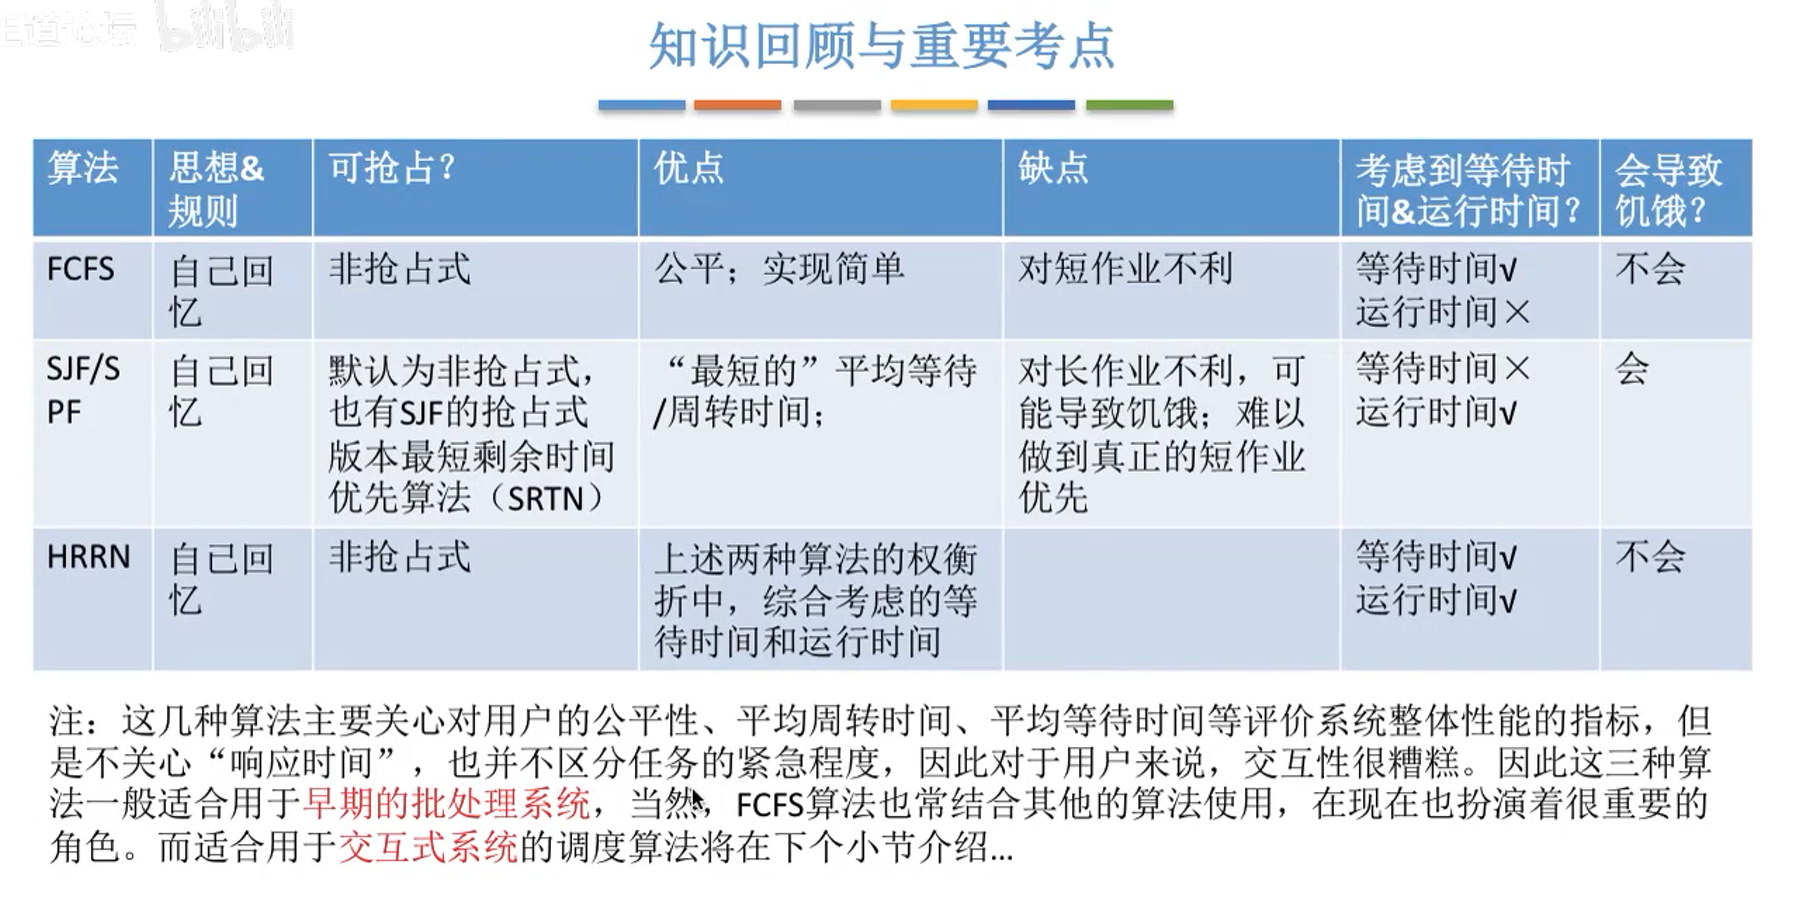 王道论坛 bilibili
知识回顾与重要考点
算法
思想&
规则
可抢占？
优点
缺点
考虑到等待时
间&运行时间？
会导致
饥饿？
FCFS
自己回
忆
非抢占式
公平；实现简单
对短作业不利
等待时间√
运行时间×
不会
SJF/S
PF
自己回
忆
默认为非抢占式，
也有SJF的抢占式
版本最短剩余时间
优先算法（SRTN）
“最短的”平均等待
/周转时间；
对长作业不利，可
能导致饥饿；难以
做到真正的短作业
优先
等待时间×
运行时间√
会
HRRN
自己回
忆
非抢占式
上述两种算法的权衡
折中，综合考虑的等
待时间和运行时间
等待时间√
运行时间√
不会
注：这几种算法主要关心对用户的公平性、平均周转时间、平均等待时间等评价系统整体性能的指标，但
是不关心“响应时间”，也并不区分任务的紧急程度，因此对于用户来说，交互性很糟糕。因此这三种算
法一般适合用于早期的批处理系统，当然，FCFS算法也常结合其他的算法使用，在现在也扮演着很重要的
角色。而适合用于交互式系统的调度算法将在下个小节介绍...